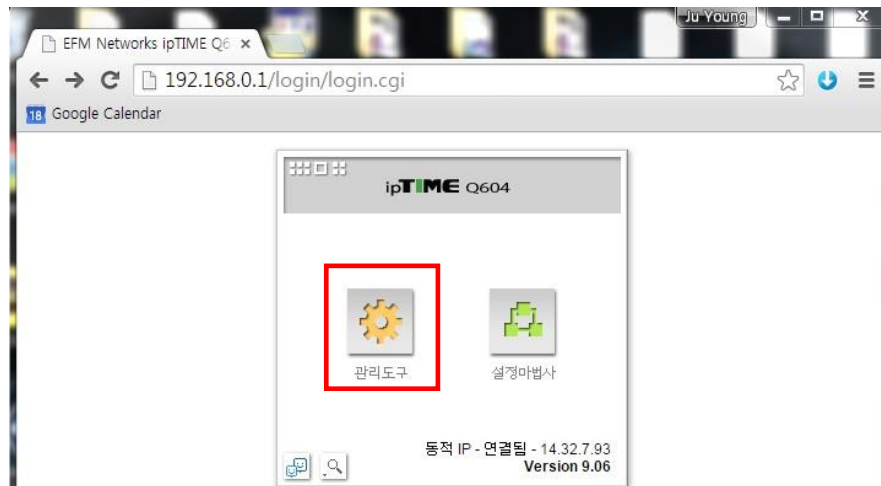 Ju Young
EFM Networks ipTIME Q6
192.168.0.1/login/login.cgi
18 Google Calendar
ipTIME Q604
관리도구 설정마법사
동적 IP - 연결됨 - 14.32.7.93
Version 9.06